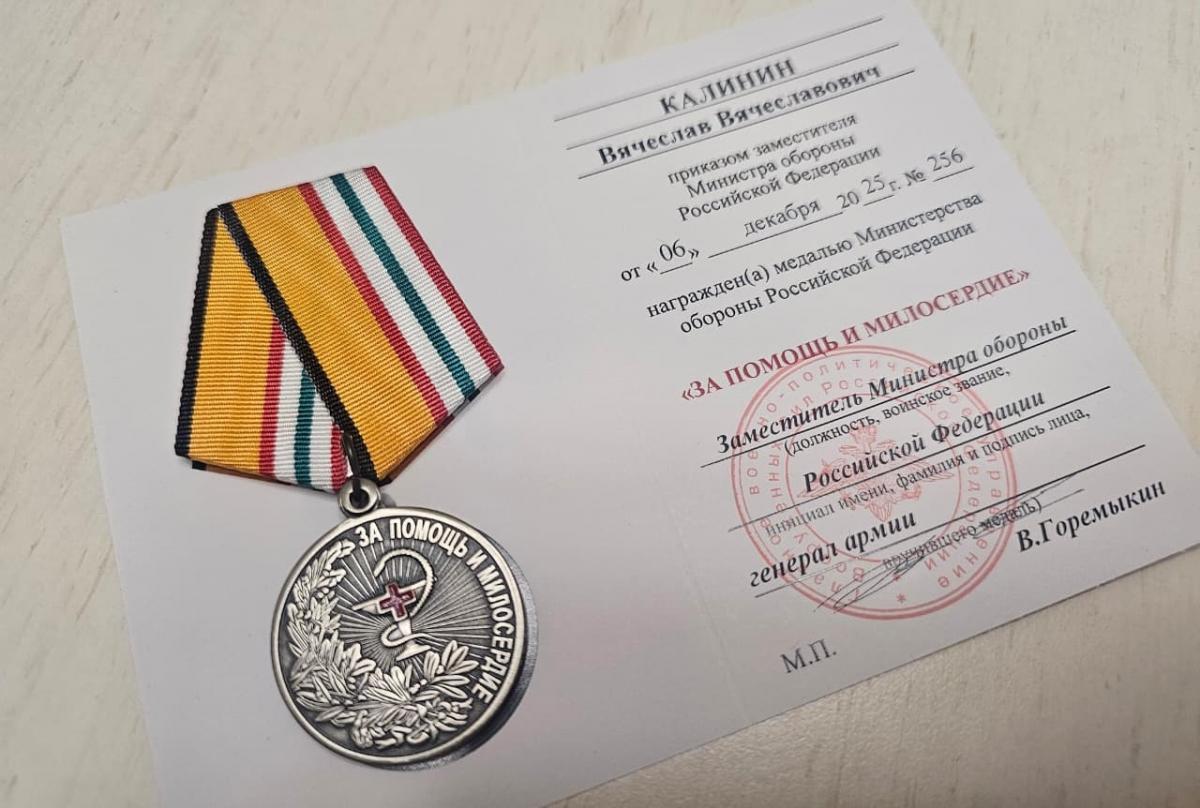 ЗА ПОМОЩЬ И МИЛОСЕРДИЕ
КАЛИНИН
Вячеслав Вячеславович
приказом заместителя
Министра обороны
Российской Федерации
от «06» декабря 2025 г. № 256
награжден(а) медалью Министерства
обороны Российской Федерации
«ЗА ПОМОЩЬ И МИЛОСЕРДИЕ»
Заместитель Министра обороны
(должность, воинское звание,
Российской Федерации
инициал имени, фамилия и подпись лица,
генерал армии
вручившего медаль)
В.Горемыкин
М.П.